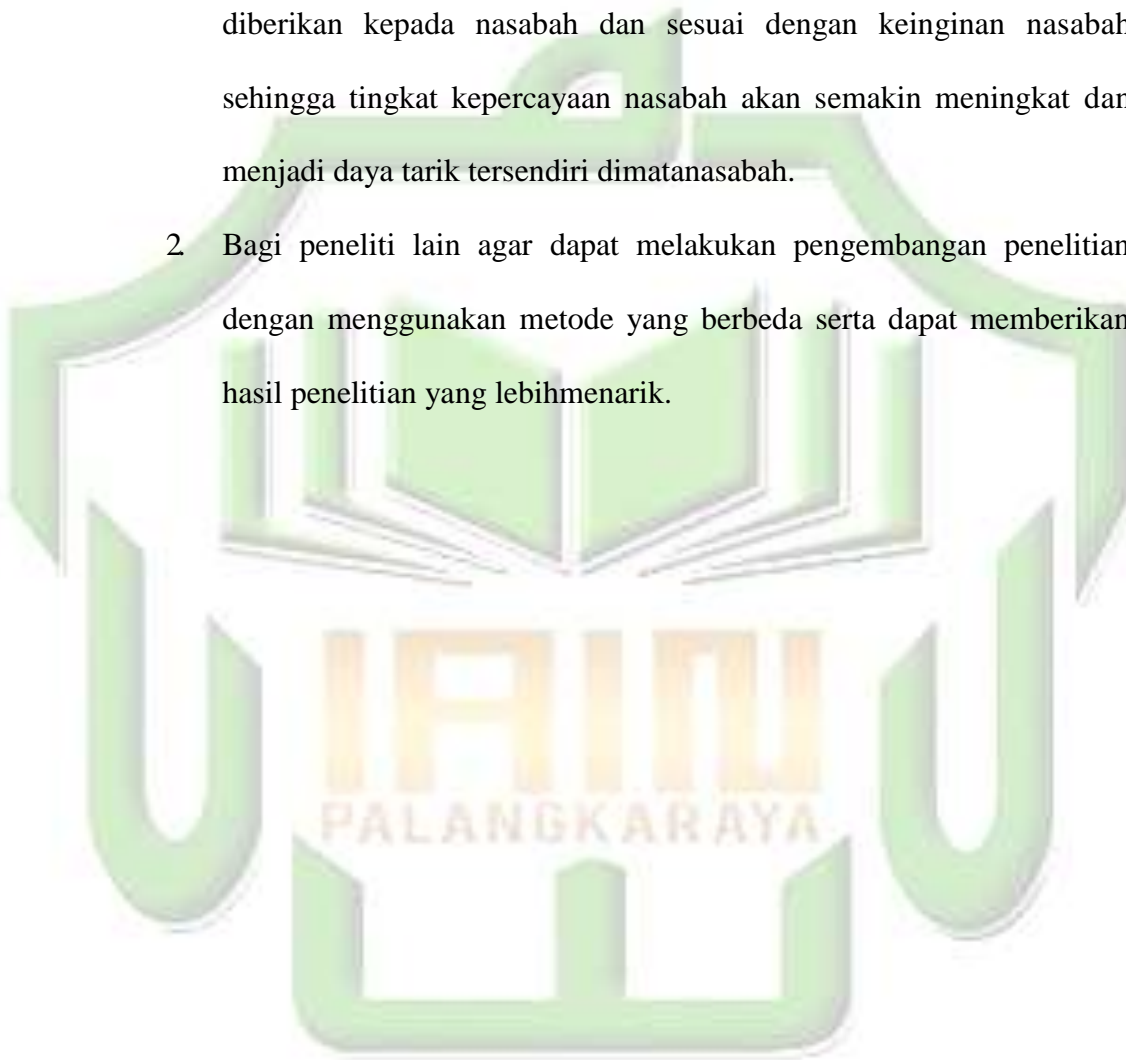 diberikan kepada nasabah dan sesuai dengan keinginan nasabah
sehingga tingkat kepercayaan nasabah akan semakin meningkat dan
menjadi daya tarik tersendiri dimatanasabah.
2. Bagi peneliti lain agar dapat melakukan pengembangan penelitian
dengan menggunakan metode yang berbeda serta dapat memberikan
hasil penelitian yang lebihmenarik.
IAIN
PALANGKARAYA